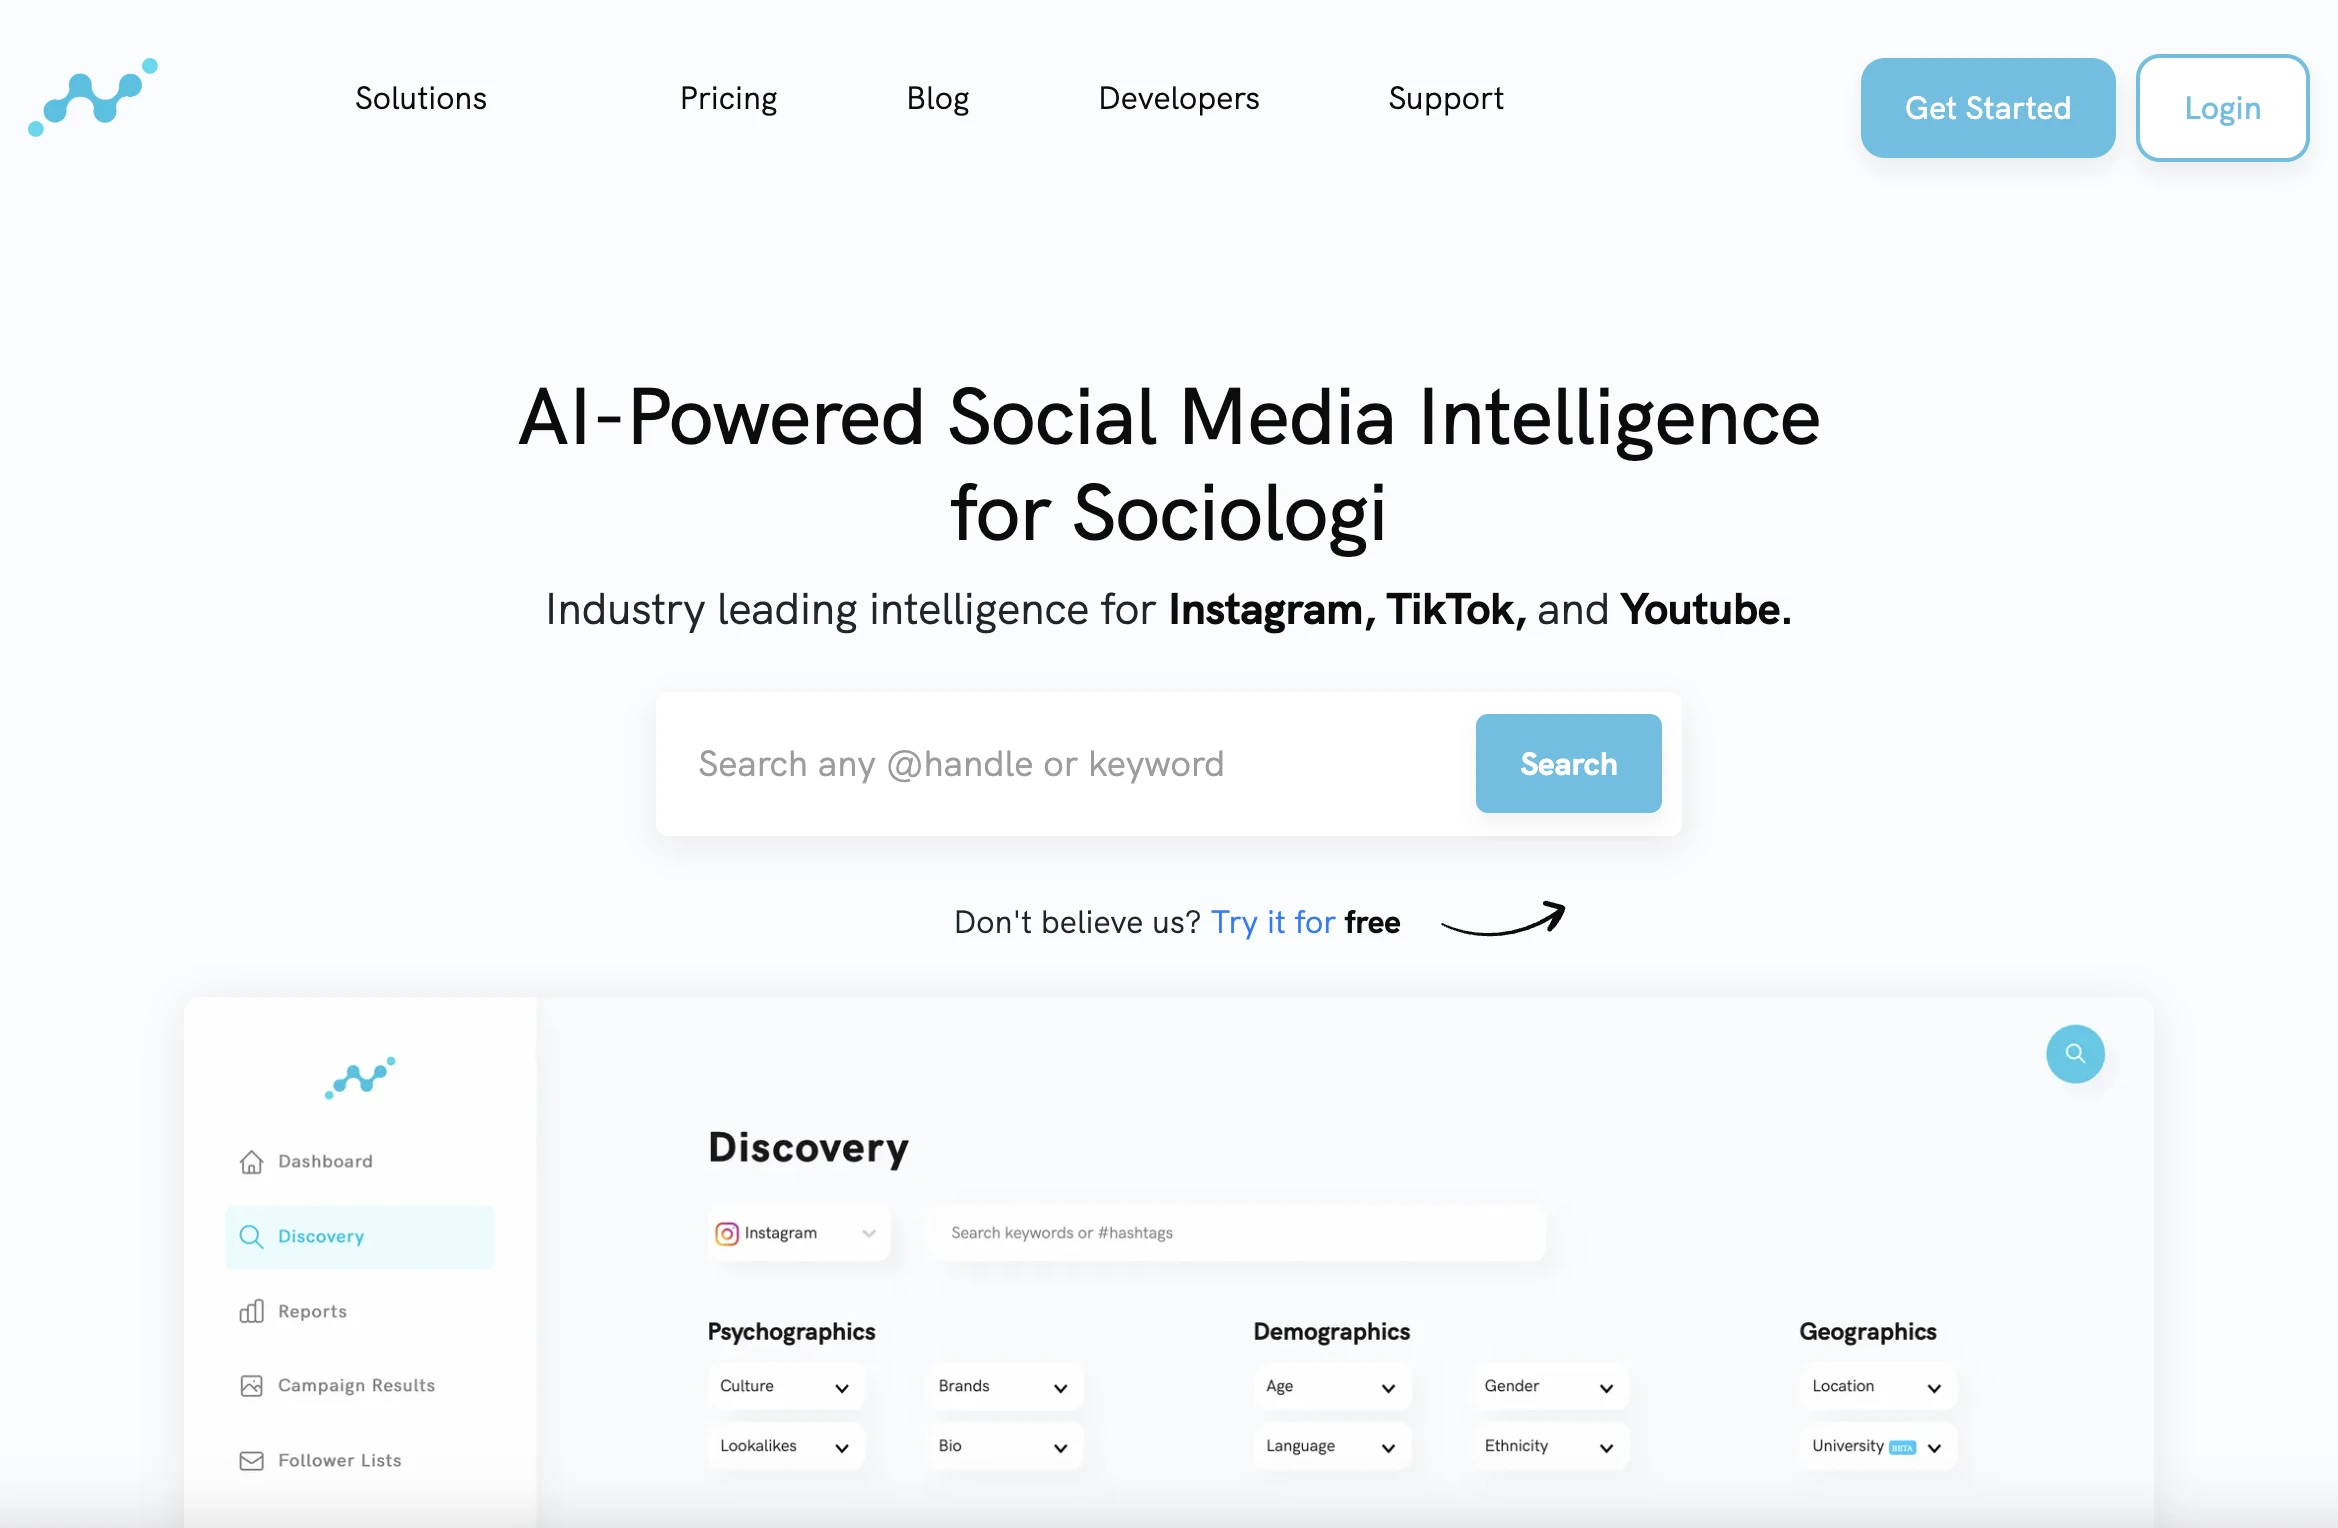 Solutions Pricing Blog Developers Support Get Started Login
AI-Powered Social Media Intelligence
for Sociologi
Industry leading intelligence for Instagram, TikTok, and Youtube.
Search any @handle or keyword Search
Don't believe us? Try it for free
Dashboard
Discovery
Reports
Campaign Results
Follower Lists
Discovery
Instagram Search keywords or #hashtags
Psychographics Demographics Geographics
Culture Brands Age Gender Location
Lookalikes Bio Language Ethnicity University BETA